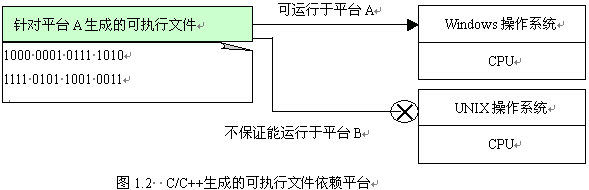 针对平台A生成的可执行文件
1000·0001·0111·1010
1111·0101·1001·0011
可运行于平台A
Windows操作系统
CPU
不保证能运行于平台B
UNIX操作系统
CPU
图1.2··C/C++生成的可执行文件依赖平台